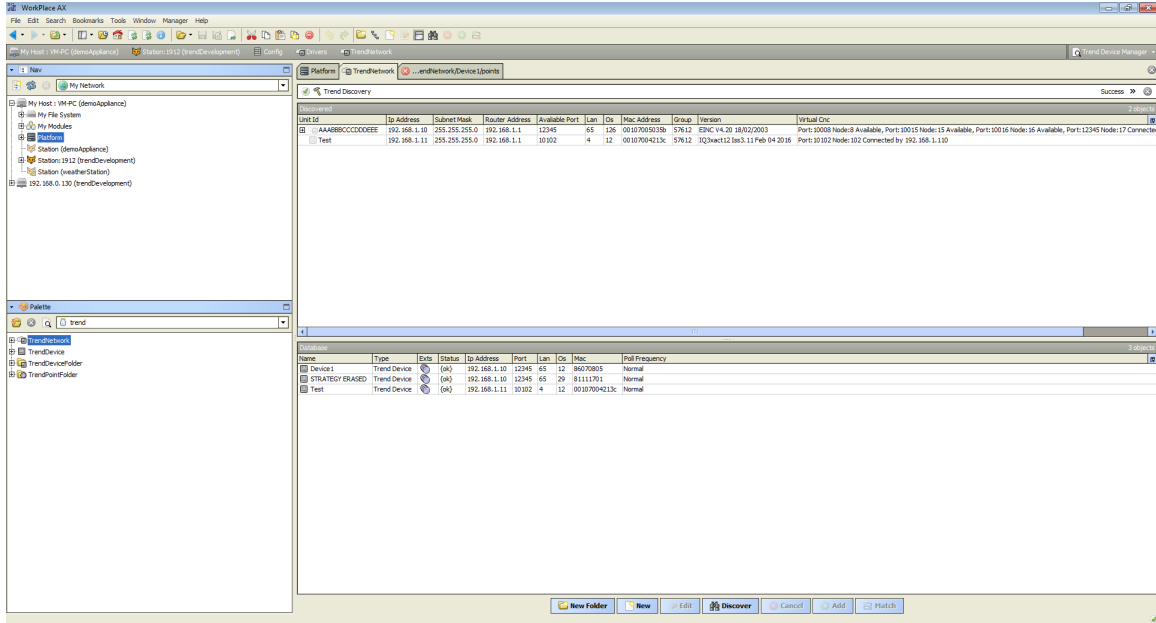 WorkPlace AX
File Edit Search Bookmarks Tools Window Manager Help
My Host : VM-PC (demoAppliance) Station:1912 (trendDevelopment) Config Drivers TrendNetwork Trend Device Manager
Nav
My Network
My Host : VM-PC (demoAppliance)
My File System
My Modules
Platform
Station (demoAppliance)
Station:1912 (trendDevelopment)
Station (weatherStation)
192.168.0.130 (trendDevelopment)
Palette
trend
TrendNetwork
TrendDevice
TrendDeviceFolder
TrendPointFolder
Platform TrendNetwork ...endNetwork/Device1/points
Trend Discovery Success »
Discovered 2 objects
Unit Id Ip Address Subnet Mask Router Address Available Port Lan Os Mac Address Group Version Virtual Cnc
AAABBBCCCDDDEEE 192.168.1.10 255.255.255.0 192.168.1.1 12345 65 126 00107005035b 57612 EINC V4.20 18/02/2003 Port:10008 Node:8 Available, Port:10015 Node:15 Available, Port:10016 Node:16 Available, Port:12345 Node:17 Connecte
Test 192.168.1.11 255.255.255.0 192.168.1.1 10102 4 12 00107004213c 57612 IQ3xact12 Iss3.11 Feb 04 2016 Port:10102 Node:102 Connected by 192.168.1.110
Database 3 objects
Name Type Exts Status Ip Address Port Lan Os Mac Poll Frequency
Device1 Trend Device {ok} 192.168.1.10 12345 65 12 86070805 Normal
STRATEGY ERASED Trend Device {ok} 192.168.1.10 12345 65 29 81111701 Normal
Test Trend Device {ok} 192.168.1.11 10102 4 12 00107004213c Normal
New Folder New Edit Discover Cancel Add Match